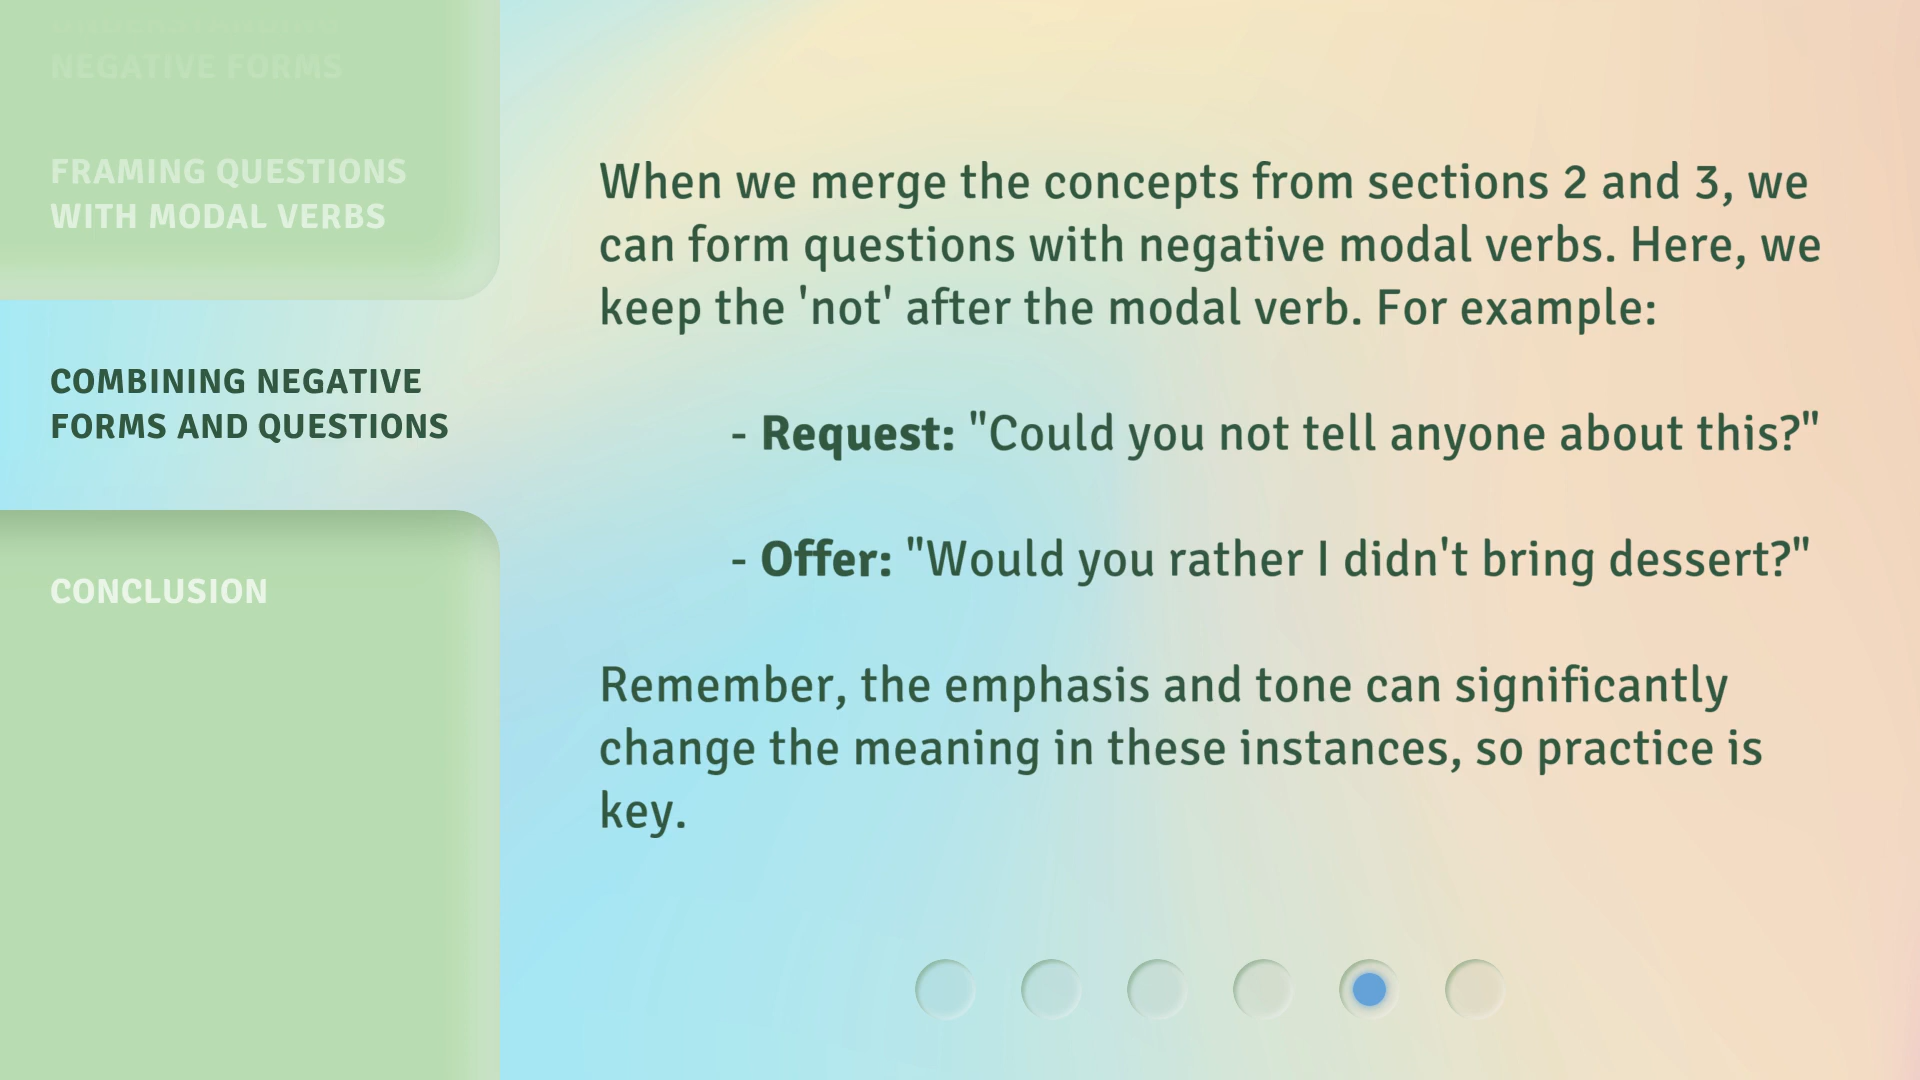 NEGATIVE FORMS
FRAMING QUESTIONS
WITH MODAL VERBS
COMBINING NEGATIVE
FORMS AND QUESTIONS
CONCLUSION
When we merge the concepts from sections 2 and 3, we
can form questions with negative modal verbs. Here, we
keep the 'not' after the modal verb. For example:
- Request: "Could you not tell anyone about this?"
- Offer: "Would you rather I didn't bring dessert?"
Remember, the emphasis and tone can significantly
change the meaning in these instances, so practice is
key.